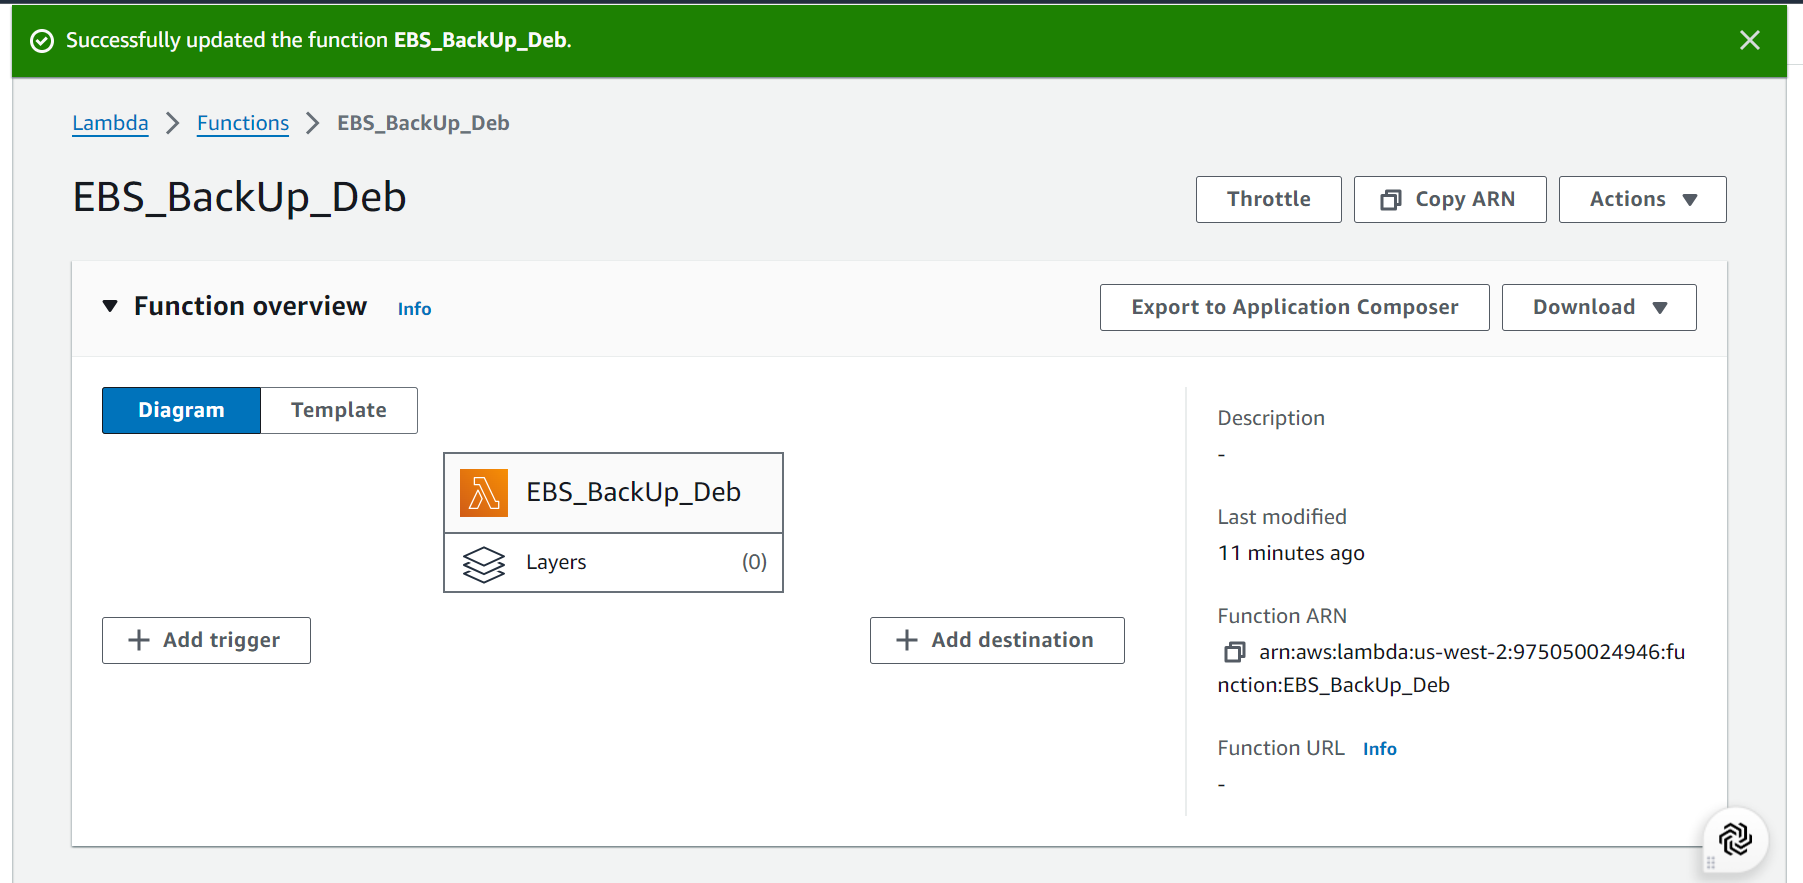 Successfully updated the function EBS_BackUp_Deb.
Lambda > Functions > EBS_BackUp_Deb
EBS_BackUp_Deb
Throttle
Copy ARN
Actions
Function overview Info
Export to Application Composer
Download
Diagram
Template
EBS_BackUp_Deb
Layers (0)
+ Add trigger
+ Add destination
Description
-
Last modified
11 minutes ago
Function ARN
arn:aws:lambda:us-west-2:975050024946:fu
nction:EBS_BackUp_Deb
Function URL Info
-